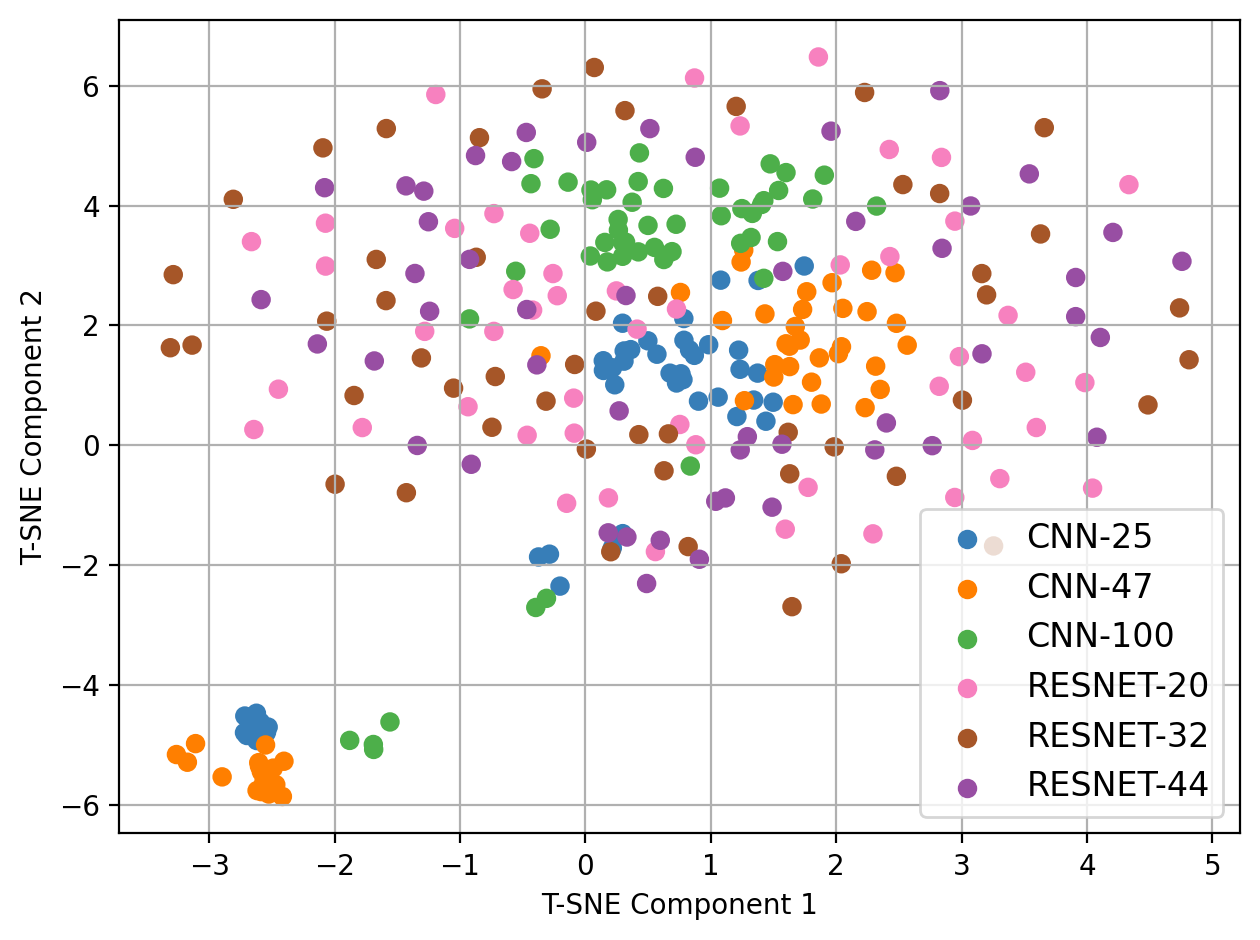 6
4
2
0
−2
−4
−6
T-SNE Component 2
−3
−2
−1
0
1
2
3
4
5
T-SNE Component 1
CNN-25
CNN-47
CNN-100
RESNET-20
RESNET-32
RESNET-44